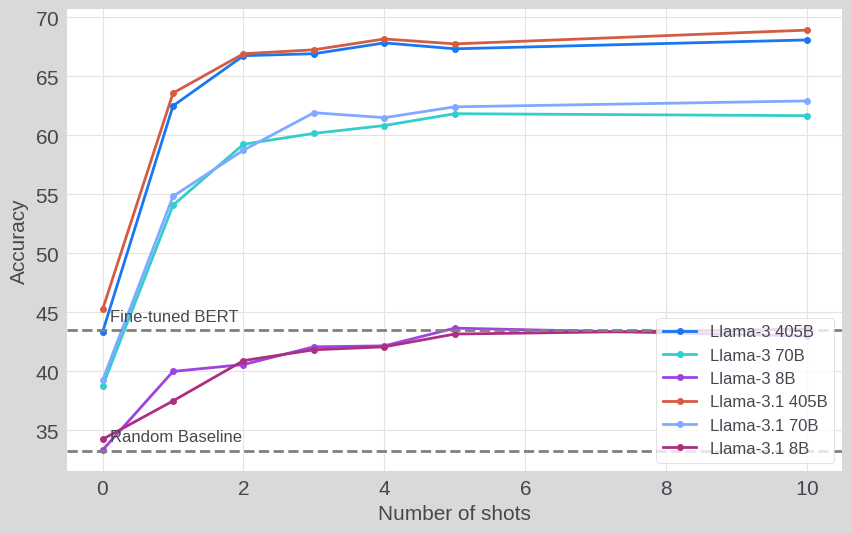 70
65
60
55
50
45
40
35
Accuracy
Fine-tuned BERT
Random Baseline
Llama-3 405B
Llama-3 70B
Llama-3 8B
Llama-3.1 405B
Llama-3.1 70B
Llama-3.1 8B
0 2 4 6 8 10
Number of shots